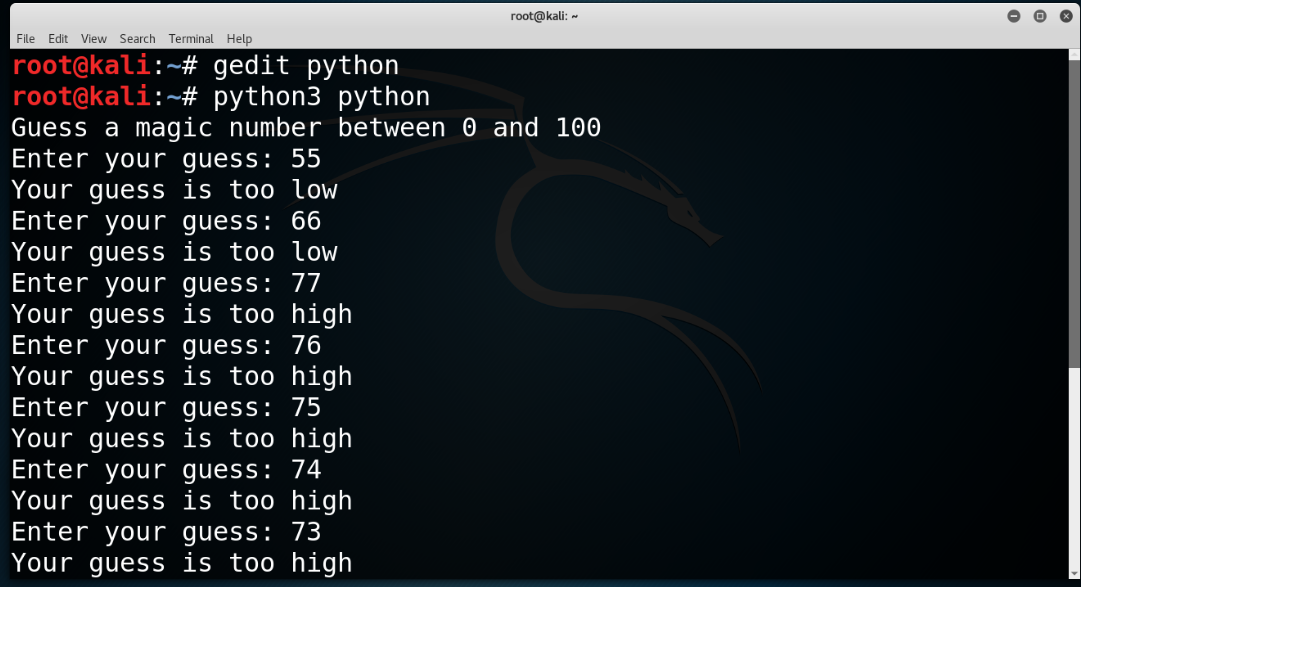 root@kali: ~
File Edit View Search Terminal Help
root@kali:~# gedit python
root@kali:~# python3 python
Guess a magic number between 0 and 100
Enter your guess: 55
Your guess is too low
Enter your guess: 66
Your guess is too low
Enter your guess: 77
Your guess is too high
Enter your guess: 76
Your guess is too high
Enter your guess: 75
Your guess is too high
Enter your guess: 74
Your guess is too high
Enter your guess: 73
Your guess is too high